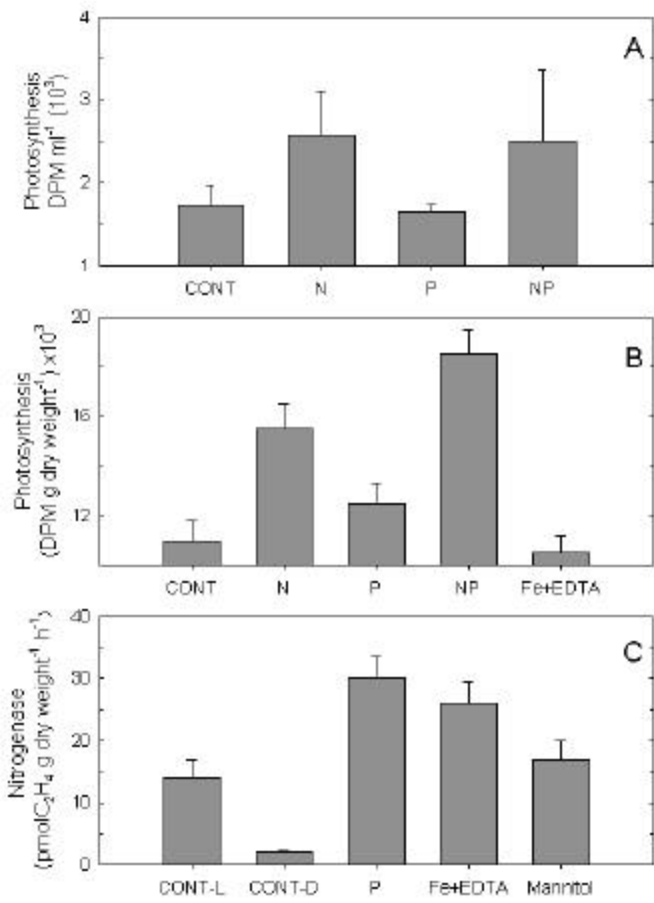 A
Photosynthesis
DPM ml⁻¹ (10³)
4
3
2
1
CONT N P NP
B
Photosynthesis
(DPM g dry weight⁻¹) x10³
20
16
12
CONT N P NP Fe+EDTA
C
Nitrogenase
(pmolC₂H₄ g dry weight⁻¹ h⁻¹)
40
30
20
10
0
CONT-L CONT-D P Fe+EDTA Mannitol